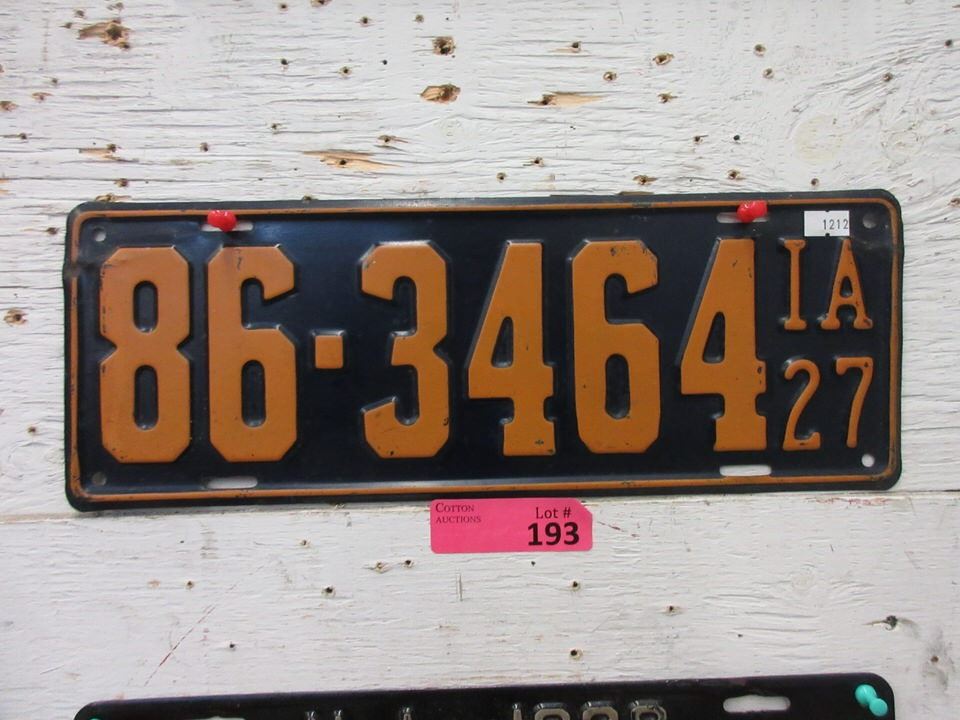 1212
86-3464 IA
27
COTTON Lot #
AUCTIONS 193